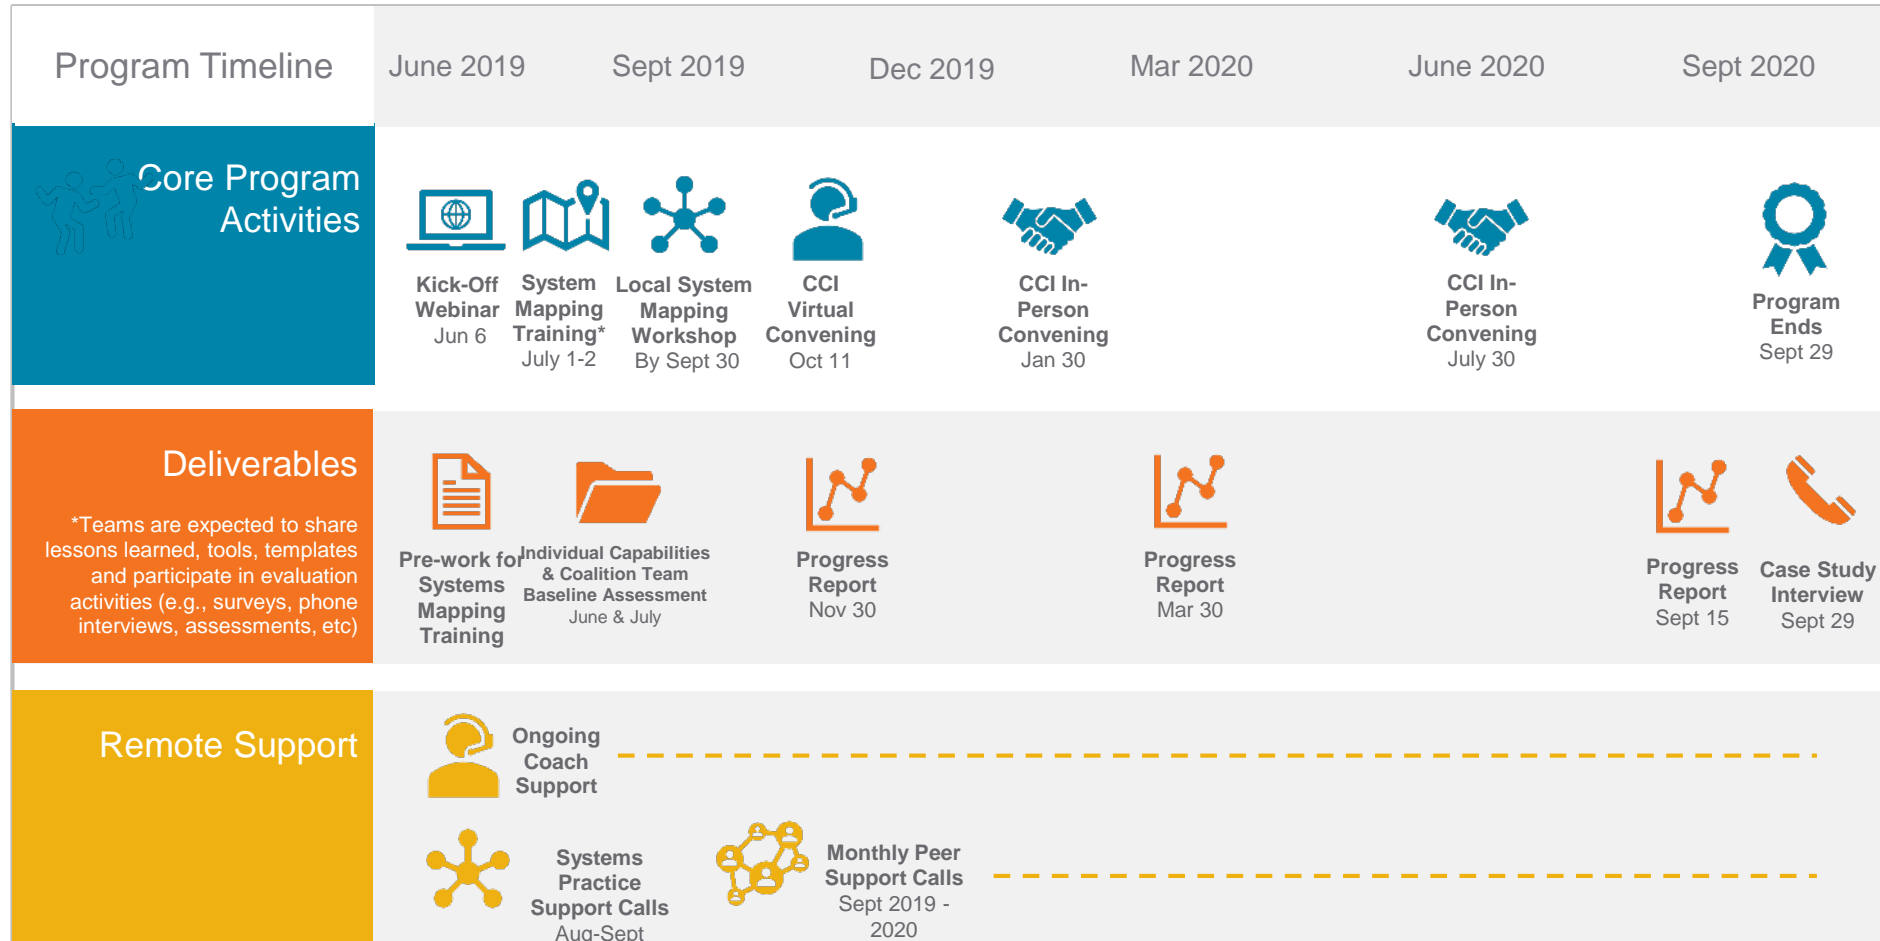 Program Timeline
June 2019
Sept 2019
Dec 2019
Mar 2020
June 2020
Sept 2020
Core Program
Activities
Kick-Off
Webinar
Jun 6
System
Mapping
Training*
July 1-2
Local System
Mapping
Workshop
By Sept 30
CCI
Virtual
Convening
Oct 11
CCI In-
Person
Convening
Jan 30
CCI In-
Person
Convening
July 30
Program
Ends
Sept 29
Deliverables
*Teams are expected to share
lessons learned, tools, templates
and participate in evaluation
activities (e.g., surveys, phone
interviews, assessments, etc)
Pre-work for
Systems
Mapping
Training
Individual Capabilities
& Coalition Team
Baseline Assessment
June & July
Progress
Report
Nov 30
Progress
Report
Mar 30
Progress
Report
Sept 15
Case Study
Interview
Sept 29
Remote Support
Ongoing
Coach
Support
Systems
Practice
Support Calls
Aug-Sept
Monthly Peer
Support Calls
Sept 2019 -
2020